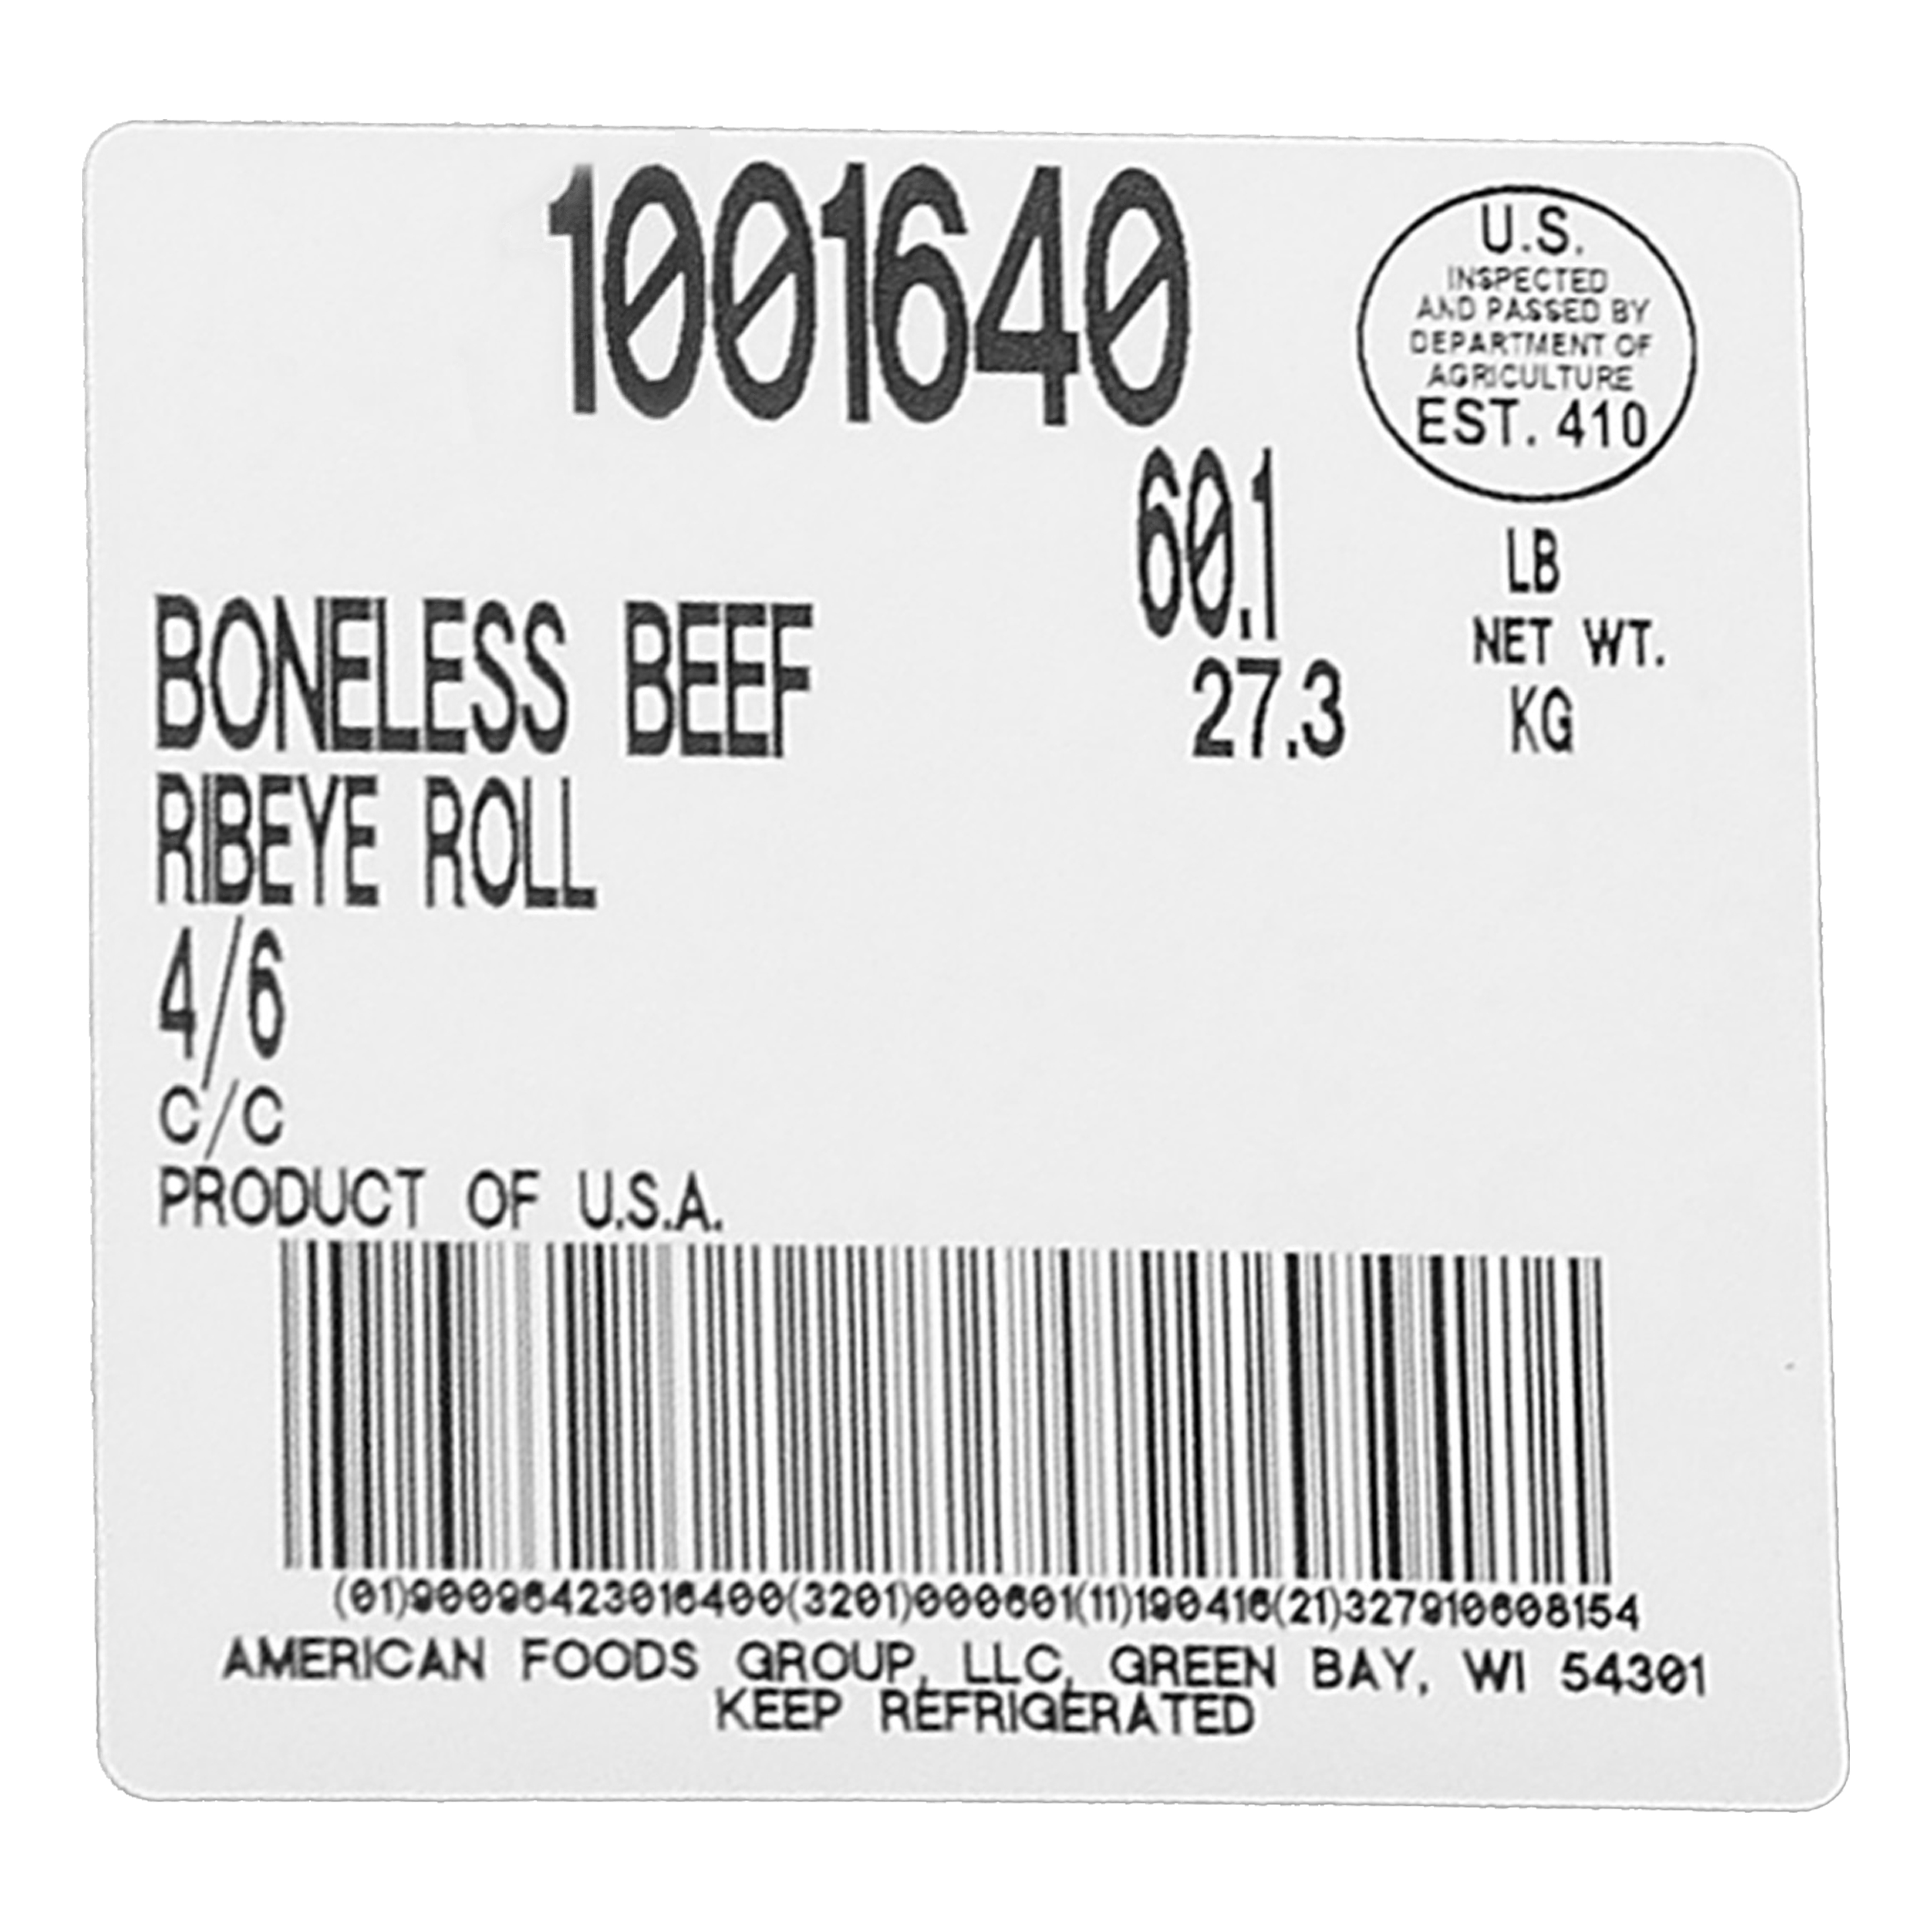 1001640
U.S.
INSPECTED
AND PASSED BY
DEPARTMENT OF
AGRICULTURE
EST. 410
60.1 LB
NET WT.
27.3 KG
BONELESS BEEF
RIBEYE ROLL
4/6
C/C
PRODUCT OF U.S.A.
(01)90096423016400(3201)000601(11)190416(21)327910608154
AMERICAN FOODS GROUP, LLC, GREEN BAY, WI 54301
KEEP REFRIGERATED